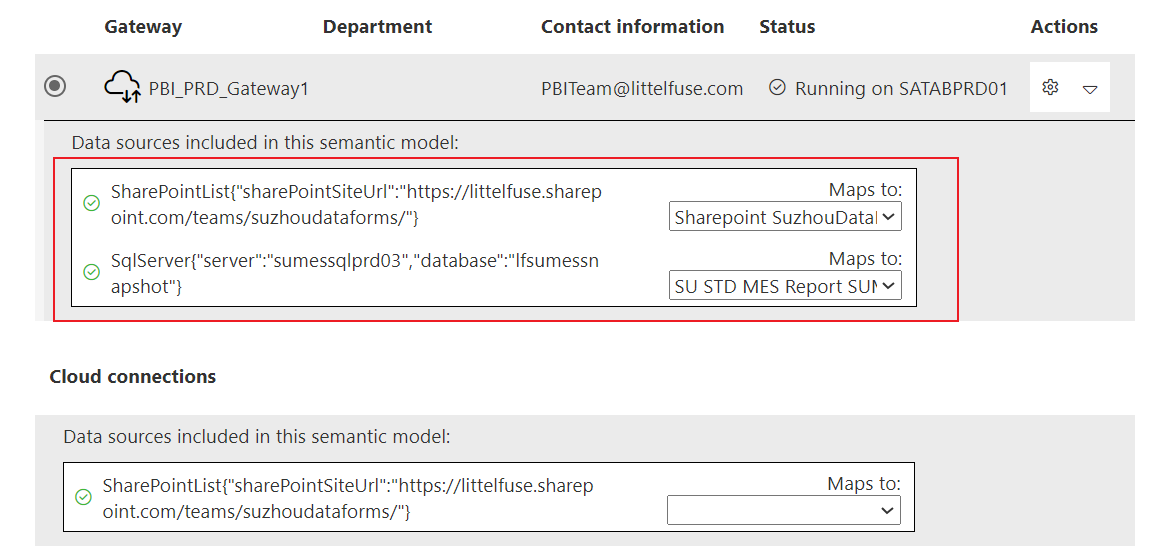 Gateway Department Contact information Status Actions
PBI_PRD_Gateway1 PBITeam@littelfuse.com Running on SATABPRD01
Data sources included in this semantic model:
SharePointList{"sharePointSiteUrl":"https://littelfuse.sharep
oint.com/teams/suzhoudataforms/"}
Maps to:
Sharepoint SuzhouData
SqlServer{"server":"sumessqlprd03","database":"lfsumessn
apshot"}
Maps to:
SU STD MES Report SUM
Cloud connections
Data sources included in this semantic model:
SharePointList{"sharePointSiteUrl":"https://littelfuse.sharep
oint.com/teams/suzhoudataforms/"}
Maps to: